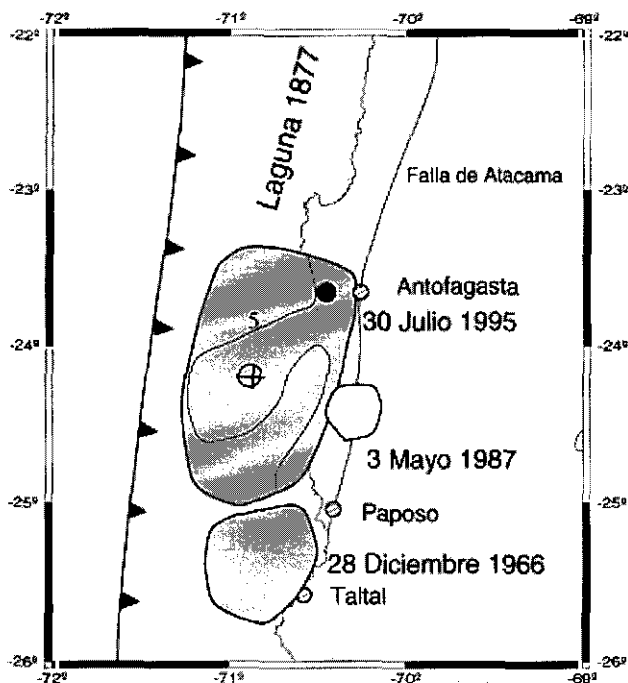 -72º -71º -70º -69º
-22º -22º
Laguna 1877
-23º -23º
Falla de Atacama
Antofagasta
30 Julio 1995
5
-24º -24º
3 Mayo 1987
-25º -25º
Paposo
28 Diciembre 1966
Taltal
-26º -26º
-72º -71º -70º -69º